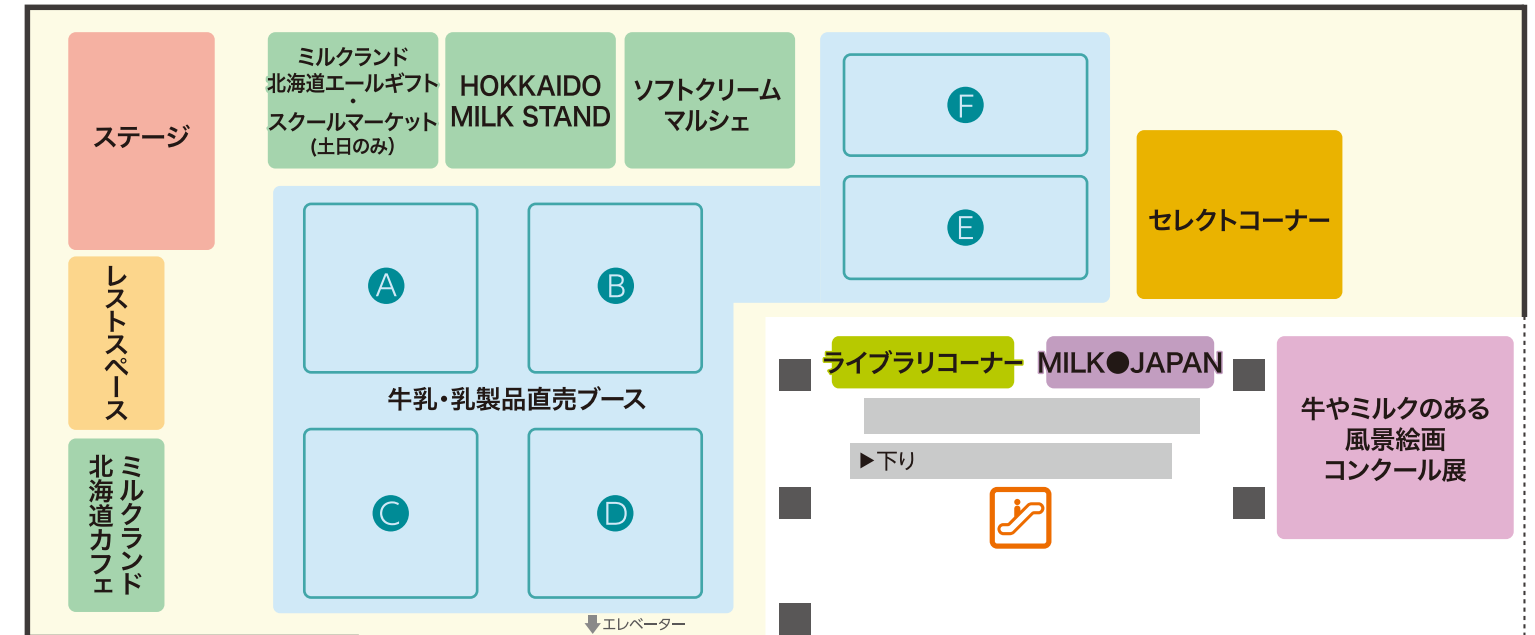 ステージ
ミルクランド
北海道エールギフト
・
スクールマーケット
(土日のみ)
HOKKAIDO
MILK STAND
ソフトクリーム
マルシェ
F
E
セレクトコーナー
レストスペース
A
B
牛乳・乳製品直売ブース
C
D
ミルクランド
北海道カフェ
ライブラリコーナー
MILK●JAPAN
▶下り
牛やミルクのある
風景絵画
コンクール展
エレベーター